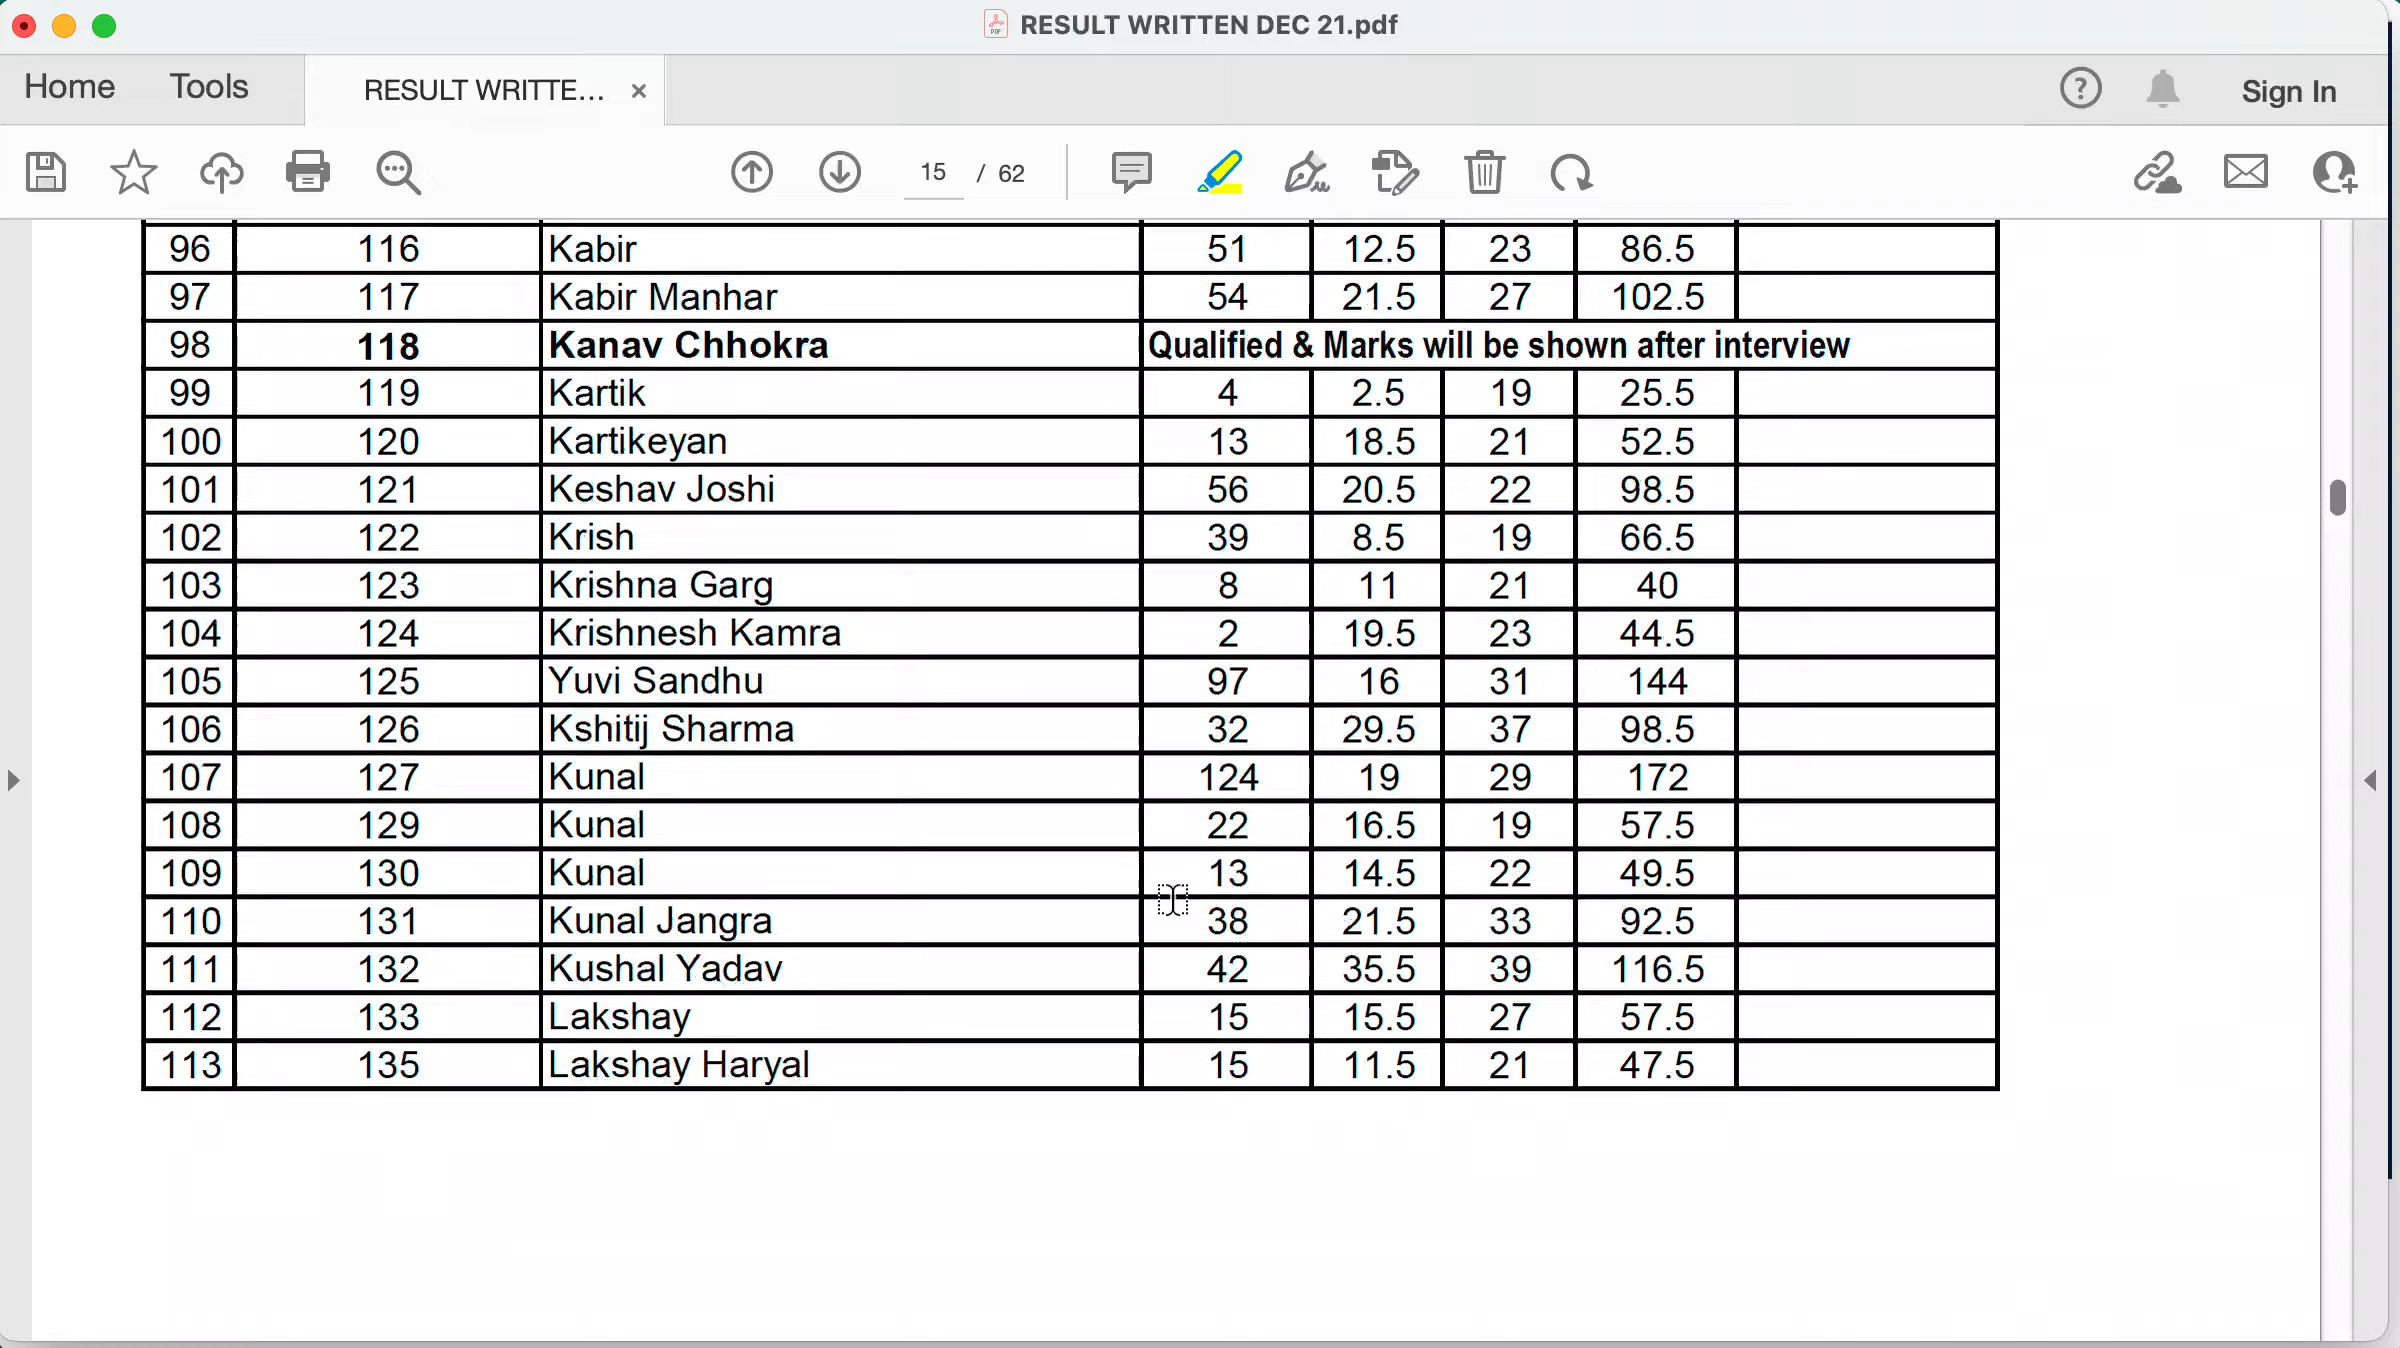 RESULT WRITTEN DEC 21.pdf
Home Tools RESULT WRITTE... × ? Sign In
15 / 62
96 116 Kabir 51 12.5 23 86.5
97 117 Kabir Manhar 54 21.5 27 102.5
98 118 Kanav Chhokra Qualified & Marks will be shown after interview
99 119 Kartik 4 2.5 19 25.5
100 120 Kartikeyan 13 18.5 21 52.5
101 121 Keshav Joshi 56 20.5 22 98.5
102 122 Krish 39 8.5 19 66.5
103 123 Krishna Garg 8 11 21 40
104 124 Krishnesh Kamra 2 19.5 23 44.5
105 125 Yuvi Sandhu 97 16 31 144
106 126 Kshitij Sharma 32 29.5 37 98.5
107 127 Kunal 124 19 29 172
108 129 Kunal 22 16.5 19 57.5
109 130 Kunal 13 14.5 22 49.5
110 131 Kunal Jangra 38 21.5 33 92.5
111 132 Kushal Yadav 42 35.5 39 116.5
112 133 Lakshay 15 15.5 27 57.5
113 135 Lakshay Haryal 15 11.5 21 47.5